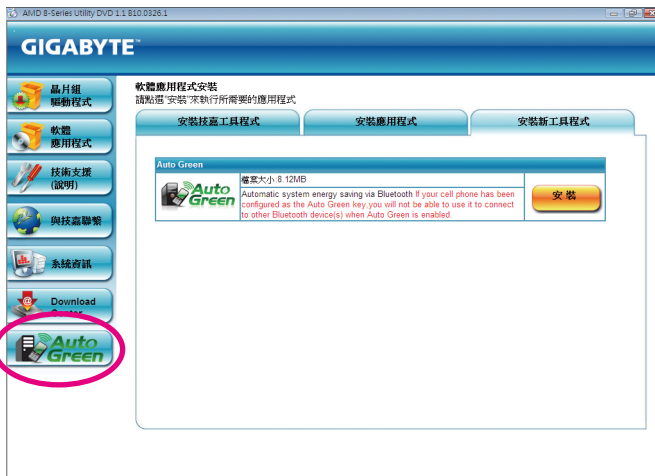 AMD 8-Series Utility DVD 1.1 B10.0326.1
GIGABYTE™
晶片組
驅動程式
軟體
應用程式
技術支援
(說明)
與技嘉聯繫
系統資訊
Download
Center
Auto
Green
軟體應用程式安裝
請點選"安裝"來執行所需要的應用程式
安裝技嘉工具程式
安裝應用程式
安裝新工具程式
Auto Green
Auto
Green
檔案大小:8.12MB
Automatic system energy saving via Bluetooth If your cell phone has been
configured as the Auto Green key,you will not be able to use it to connect
to other Bluetooth device(s) when Auto Green is enabled.
安裝